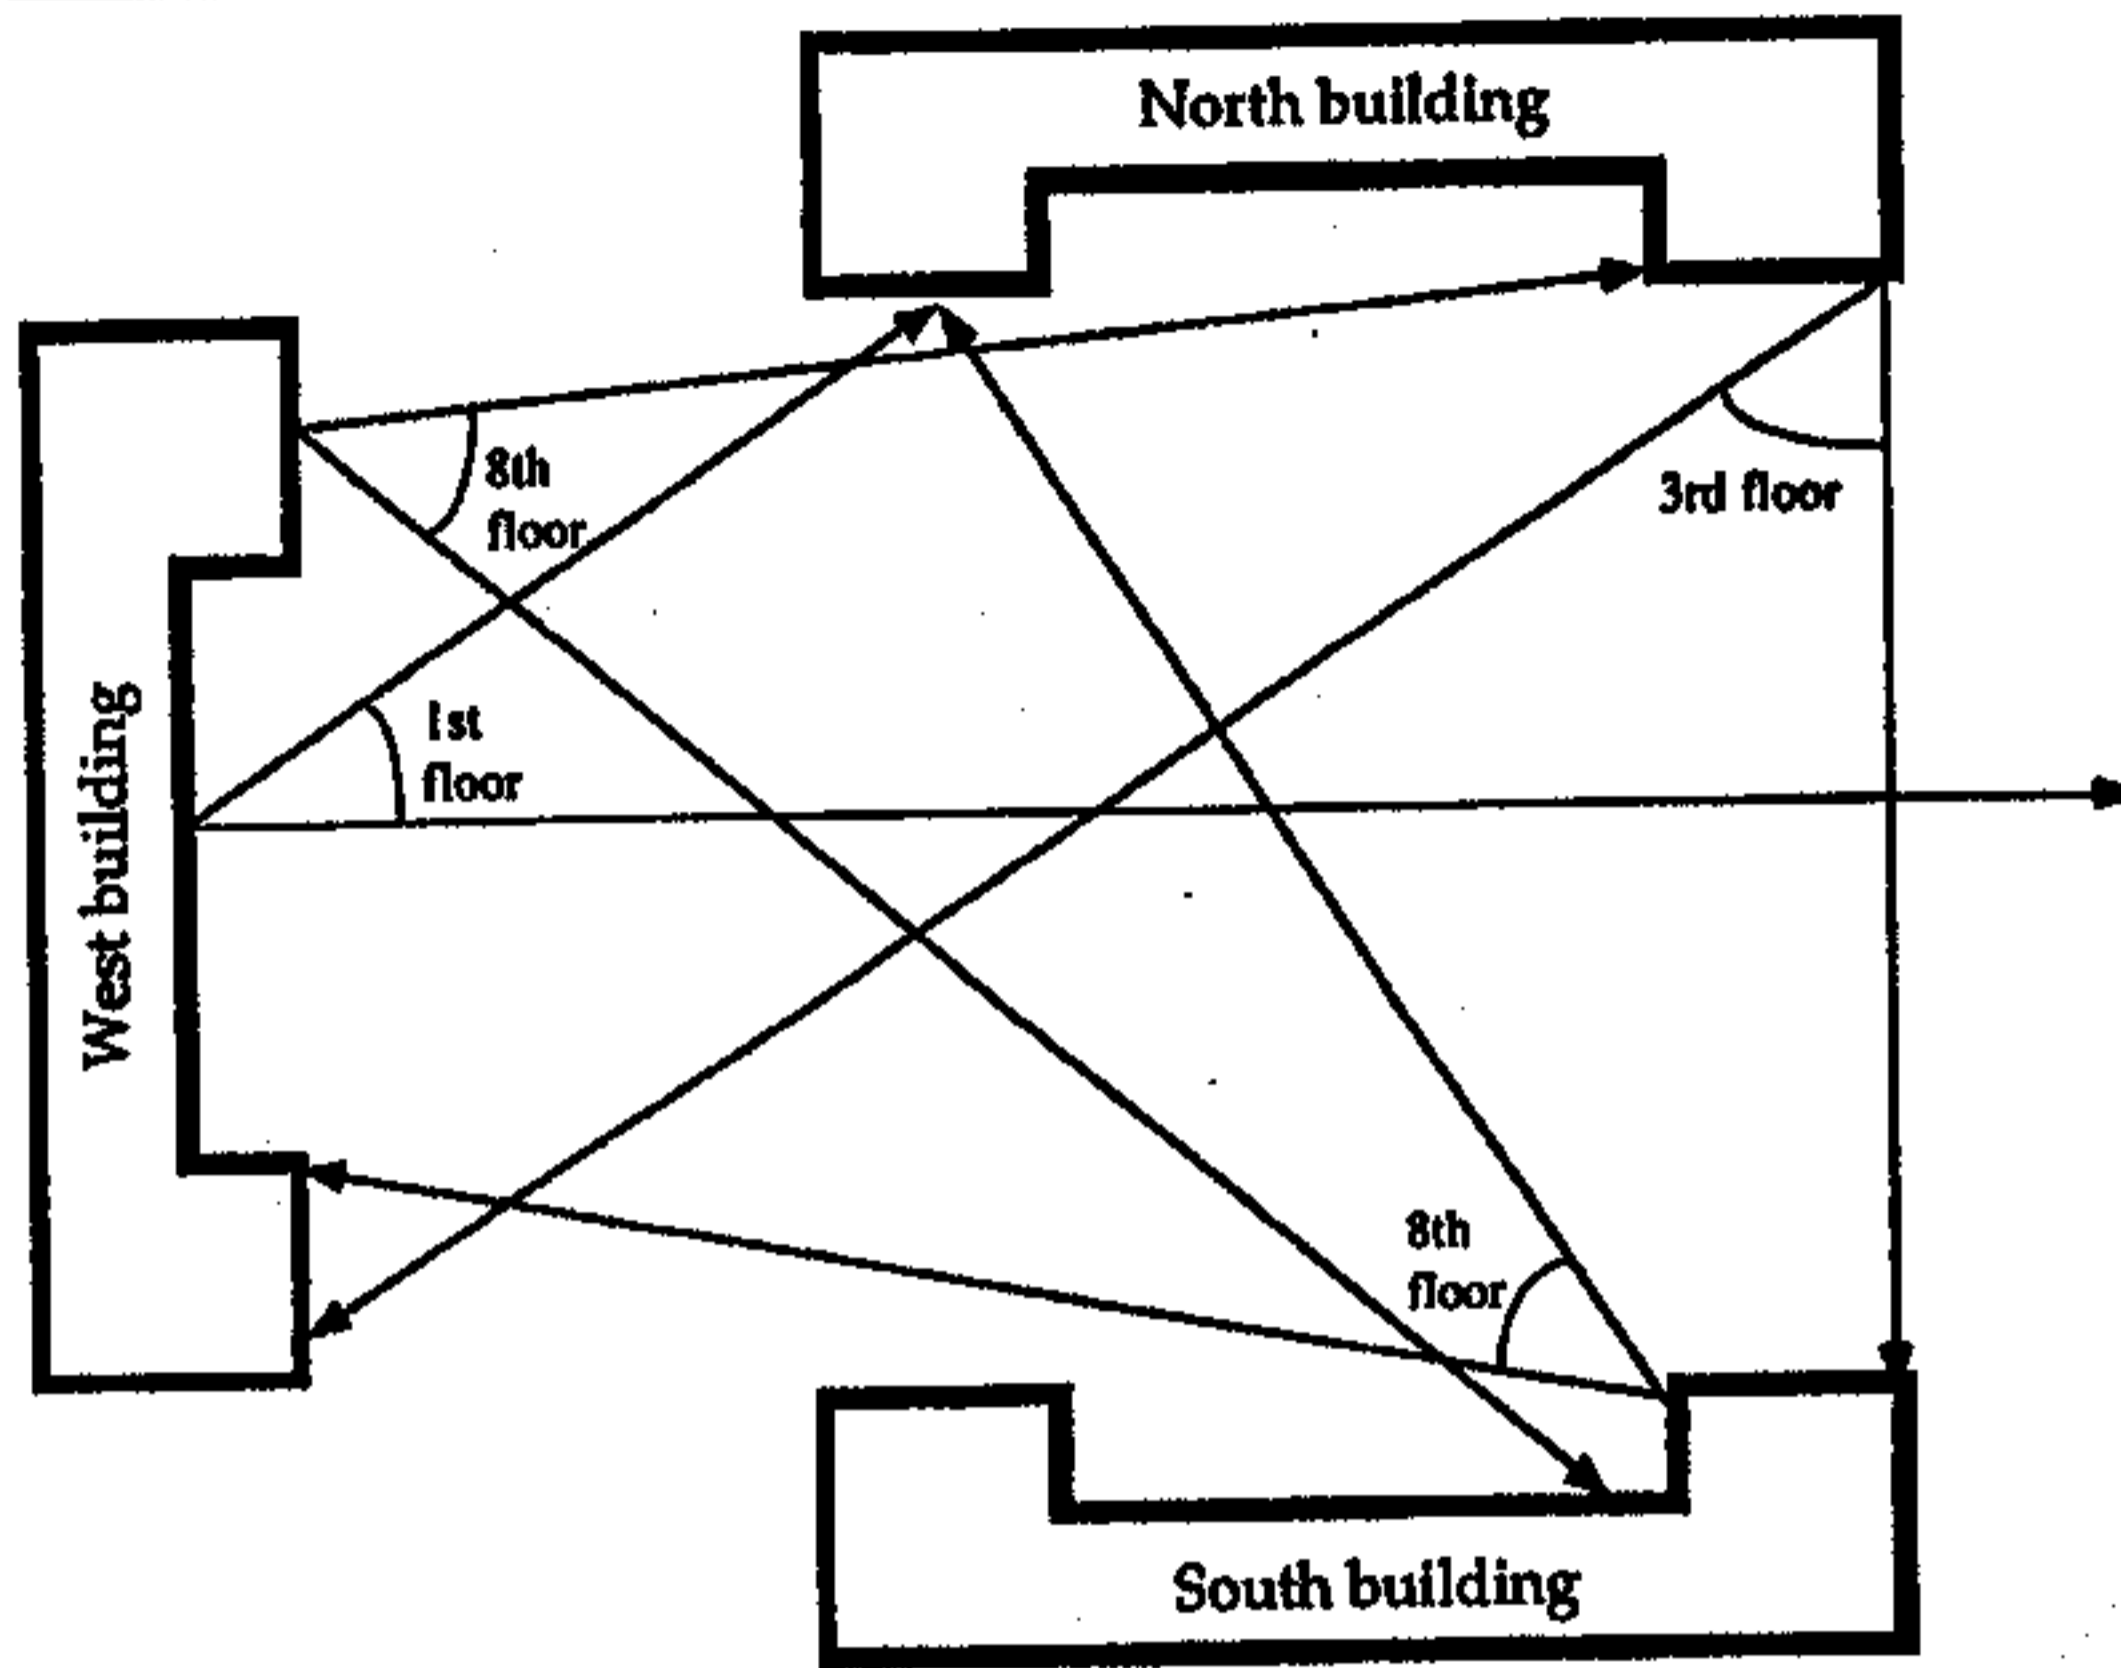 North building
8th
floor
3rd floor
1st
floor
West building
8th
floor
South building